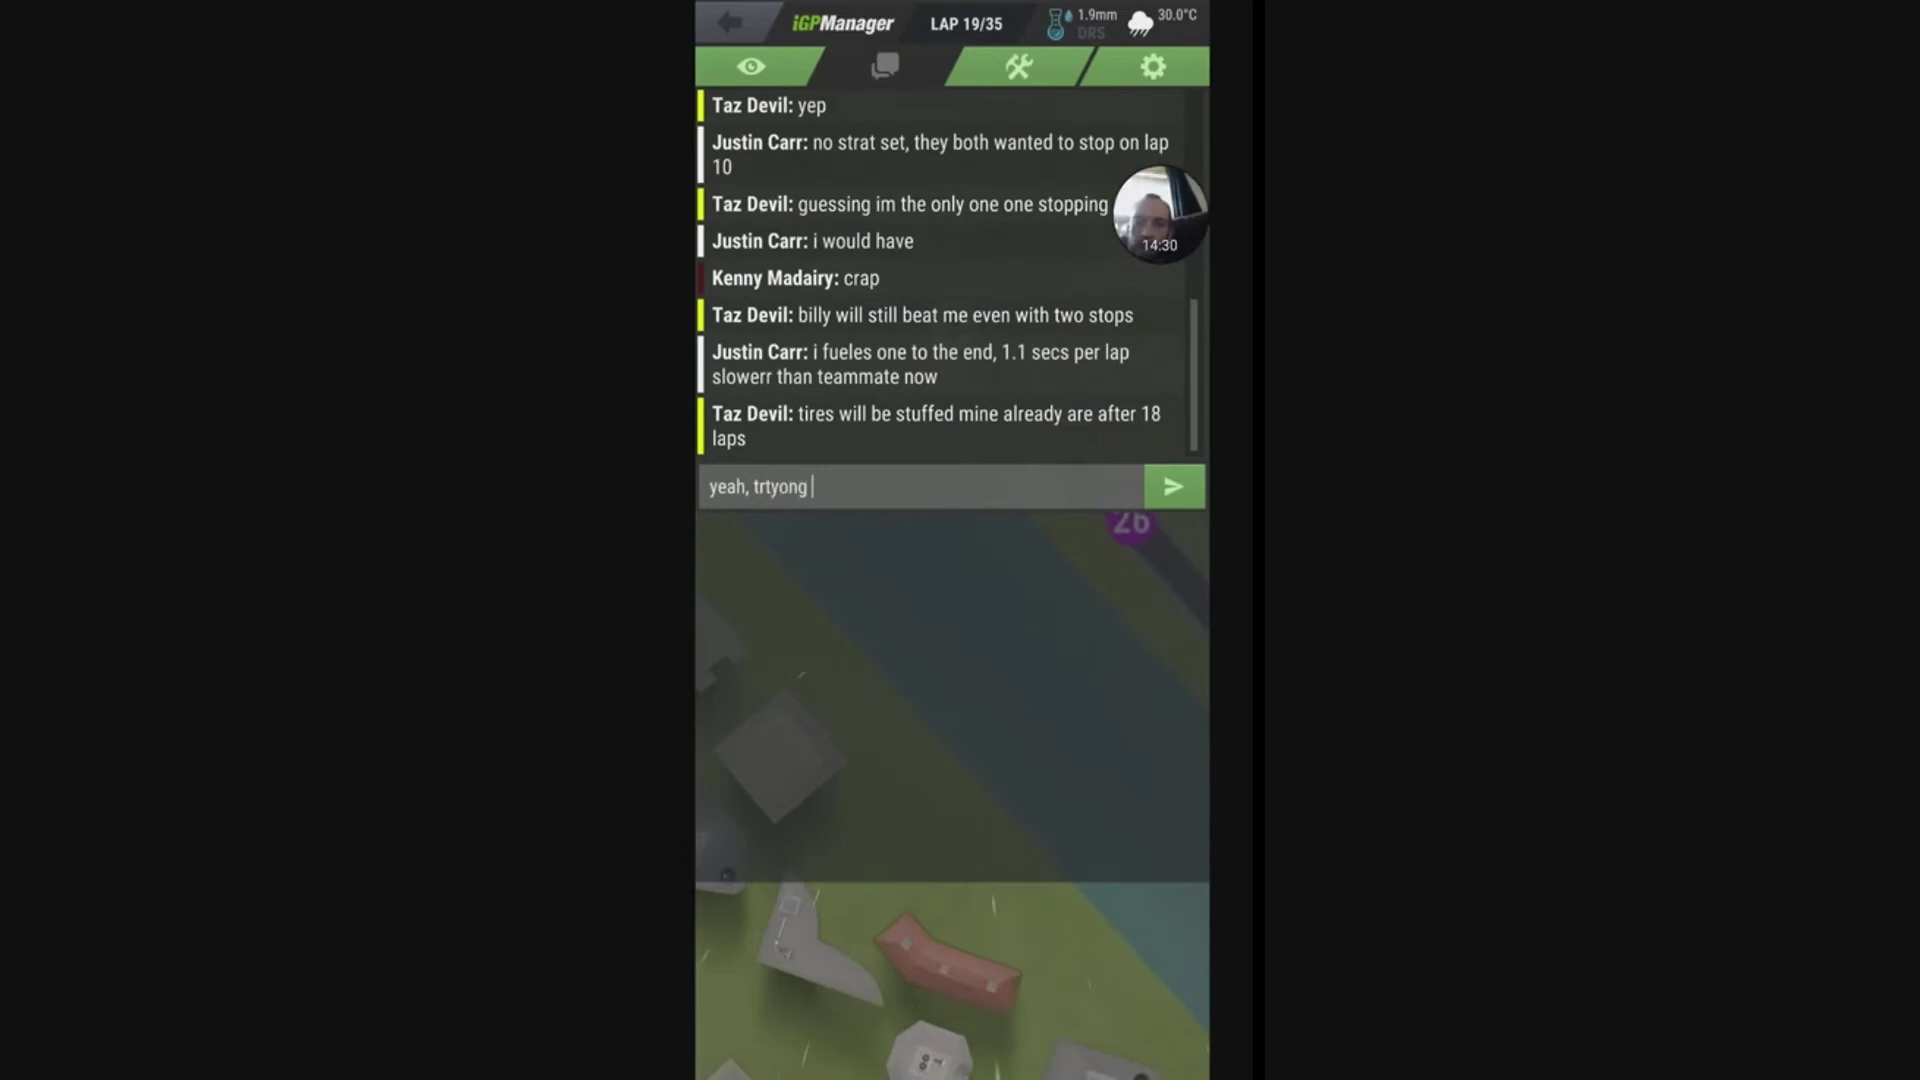 iGPManager
LAP 19/35
1.9mm
DRS
30.0°C
Taz Devil: yep
Justin Carr: no strat set, they both wanted to stop on lap
10
Taz Devil: guessing im the only one one stopping
Justin Carr: i would have
14:30
Kenny Madairy: crap
Taz Devil: billy will still beat me even with two stops
Justin Carr: i fueles one to the end, 1.1 secs per lap
slowerr than teammate now
Taz Devil: tires will be stuffed mine already are after 18
laps
yeah, trtyong
26